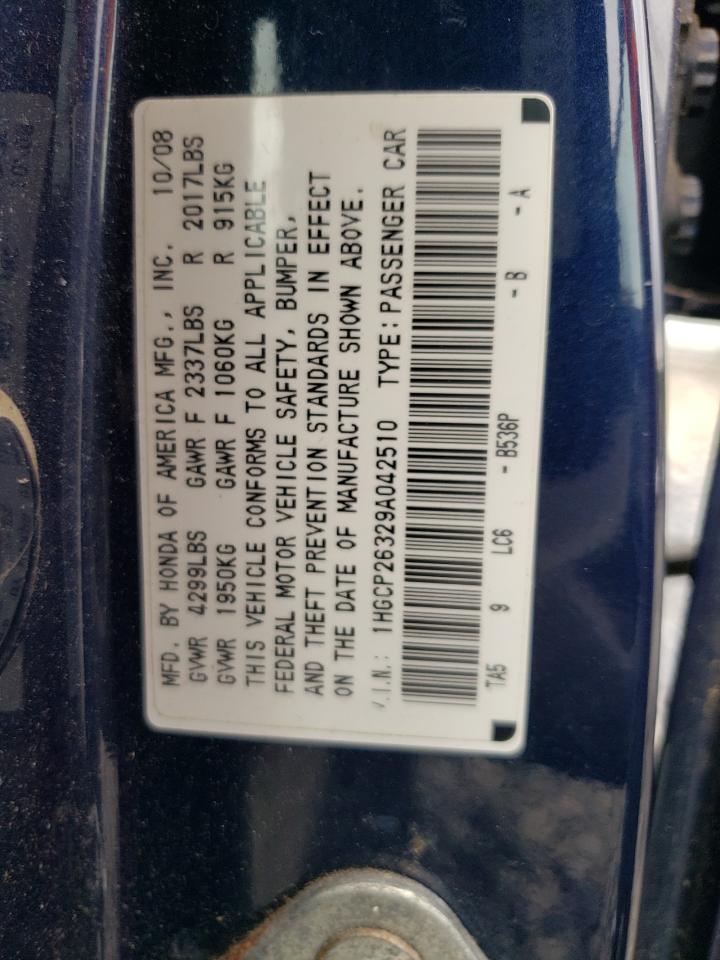 MFD. BY HONDA OF AMERICA MFG., INC. 10/08
GVWR 4299LBS GAWR F 2337LBS R 2017LBS
GVWR 1950KG GAWR F 1060KG R 915KG
THIS VEHICLE CONFORMS TO ALL APPLICABLE
FEDERAL MOTOR VEHICLE SAFETY, BUMPER,
AND THEFT PREVENTION STANDARDS IN EFFECT
ON THE DATE OF MANUFACTURE SHOWN ABOVE.
V.I.N.: 1HGCP26329A042510 TYPE: PASSENGER CAR
TA5 9 LC6 - B536P - B - A